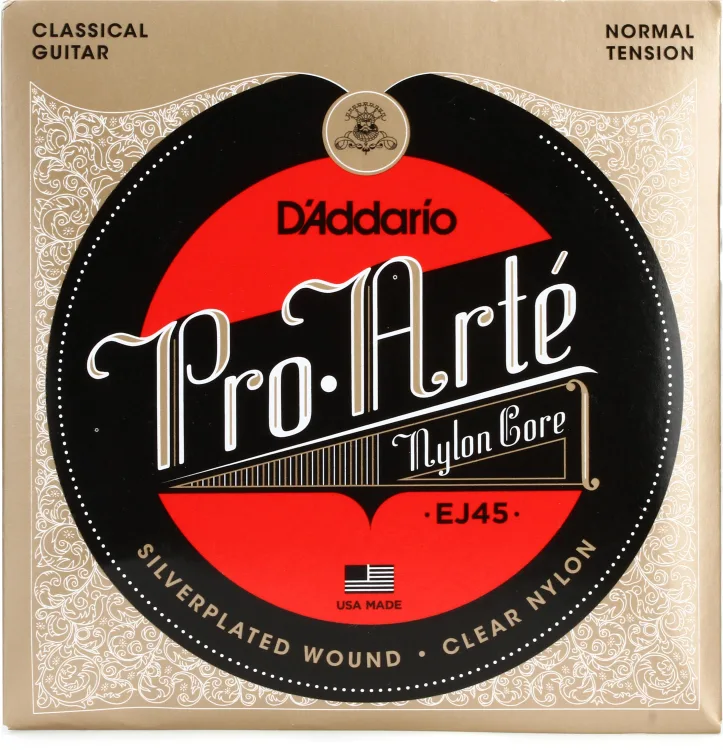 CLASSICAL
GUITAR
NORMAL
TENSION
D'Addario
Pro·Arté
Nylon Core
·EJ45·
USA MADE
SILVERPLATED WOUND • CLEAR NYLON